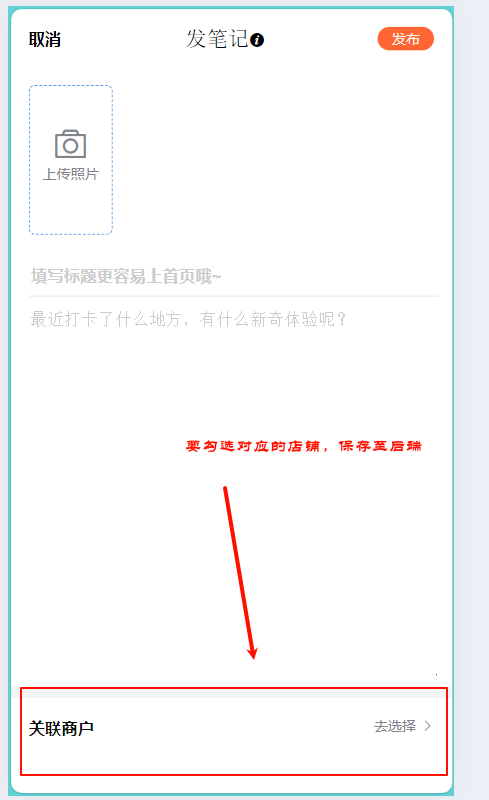 取消
发笔记
发布
上传照片
填写标题更容易上首页哦~
最近打卡了什么地方，有什么新奇体验呢？
要勾选对应的店铺，保存至后端
关联商户
去选择